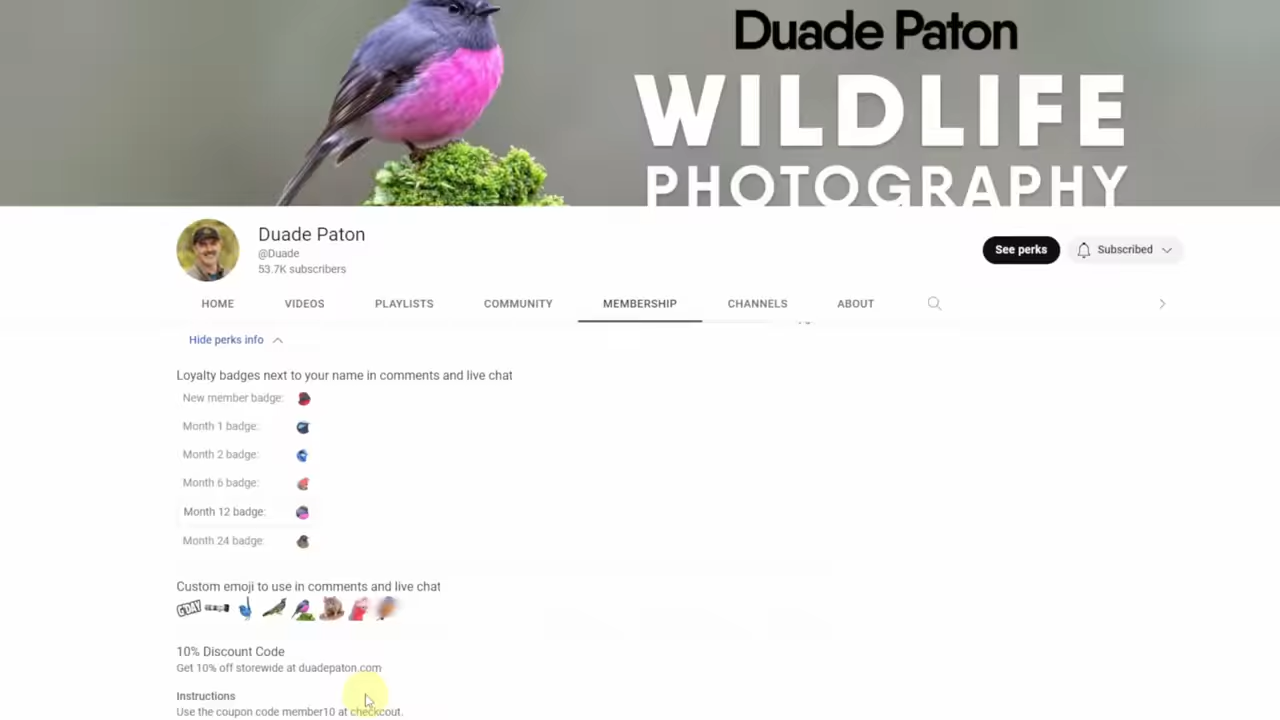 Duade Paton
WILDLIFE
PHOTOGRAPHY
Duade Paton
@Duade
53.7K subscribers
See perks
Subscribed
HOME
VIDEOS
PLAYLISTS
COMMUNITY
MEMBERSHIP
CHANNELS
ABOUT
Hide perks info
Loyalty badges next to your name in comments and live chat
New member badge:
Month 1 badge:
Month 2 badge:
Month 6 badge:
Month 12 badge:
Month 24 badge:
Custom emoji to use in comments and live chat
G'DAY
10% Discount Code
Get 10% off storewide at duadepaton.com
Instructions
Use the coupon code member10 at checkcout.